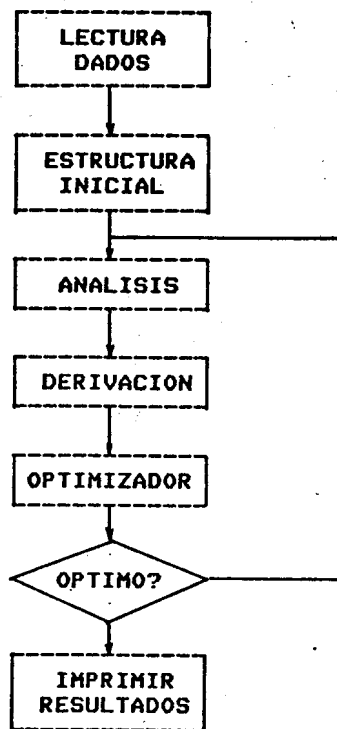 LECTURA
DADOS
ESTRUCTURA
INICIAL
ANALISIS
DERIVACION
OPTIMIZADOR
OPTIMO?
IMPRIMIR
RESULTADOS